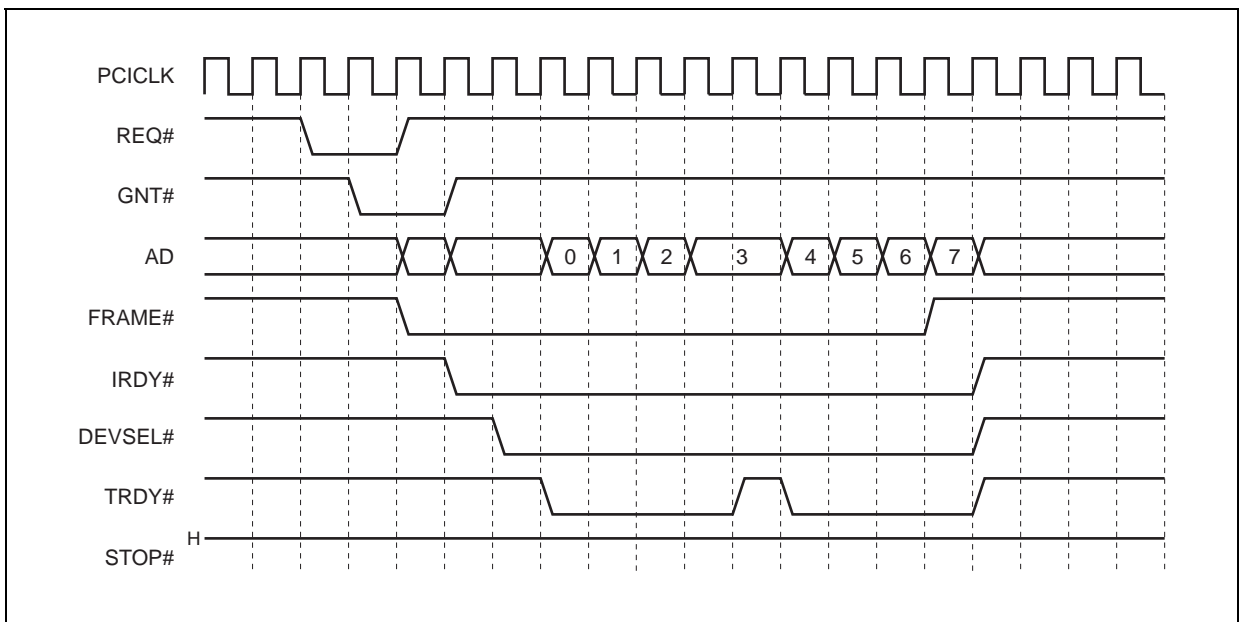 PCICLK
REQ#
GNT#
AD 0 1 2 3 4 5 6 7
FRAME#
IRDY#
DEVSEL#
TRDY#
H
STOP#